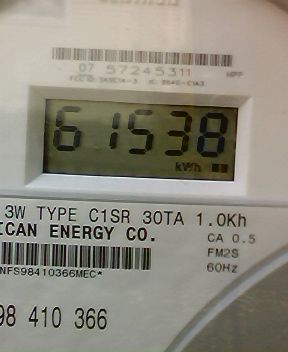 07 57245311 HPP
61538
kWh
3W TYPE C1SR 30TA 1.0Kh
ICAN ENERGY CO.
CA 0.5
FM2S
60Hz
NFS98410366MEC*
98 410 366